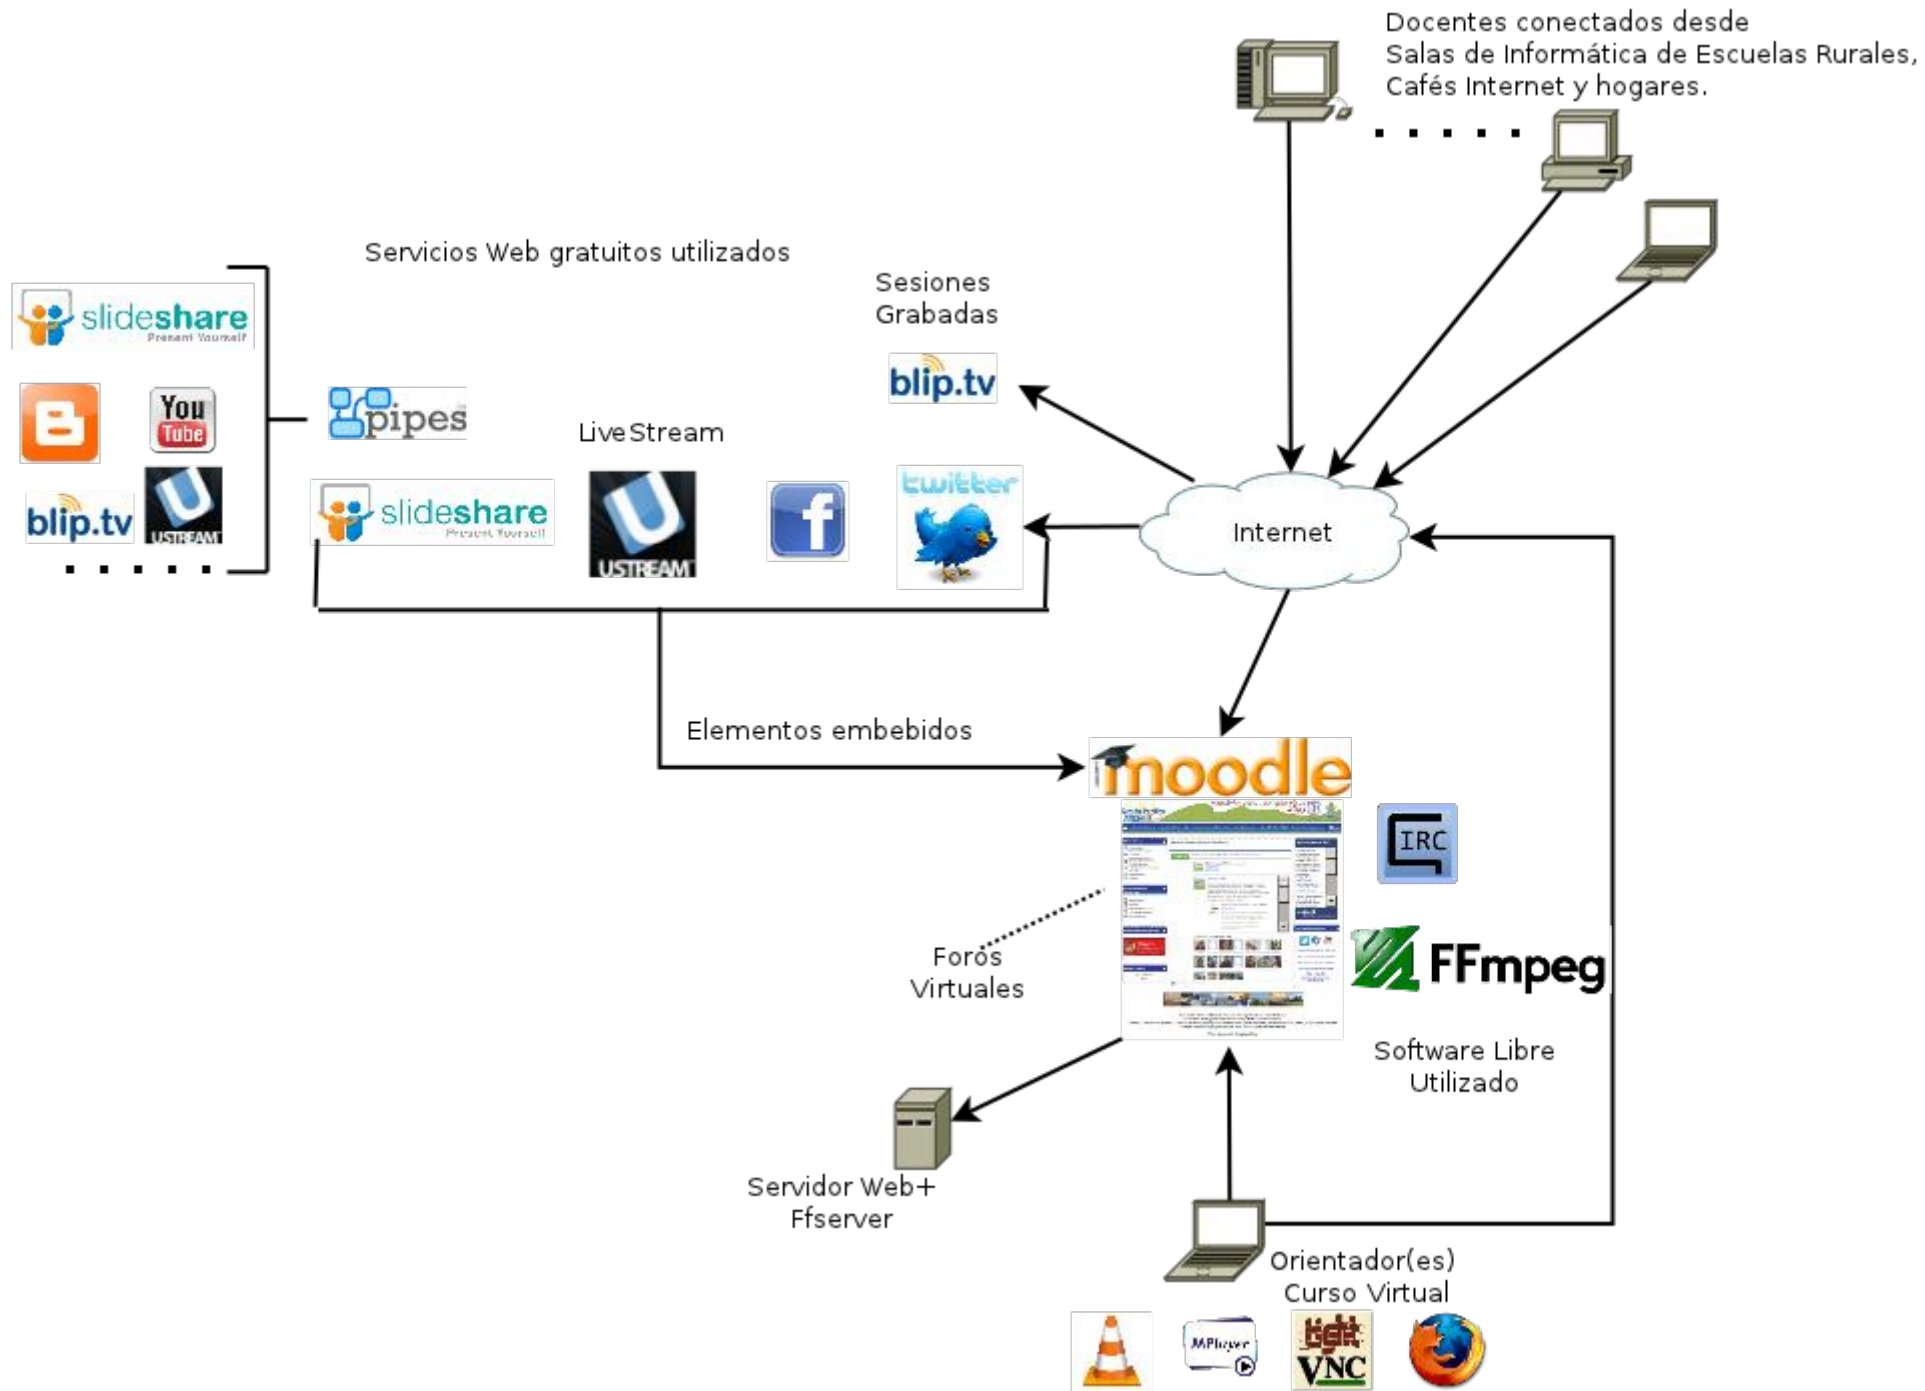 Docentes conectados desde
Salas de Informática de Escuelas Rurales,
Cafés Internet y hogares.
Servicios Web gratuitos utilizados
slideshare
Present Yourself
You
Tube
blip.tv
USTREAM
pipes
slideshare
Present Yourself
LiveStream
USTREAM
Sesiones
Grabadas
blip.tv
twitter
Internet
Elementos embebidos
moodle
IRC
FFmpeg
Foros
Virtuales
Software Libre
Utilizado
Servidor Web+
Ffserver
Orientador(es)
Curso Virtual
MPlayer
tight
VNC